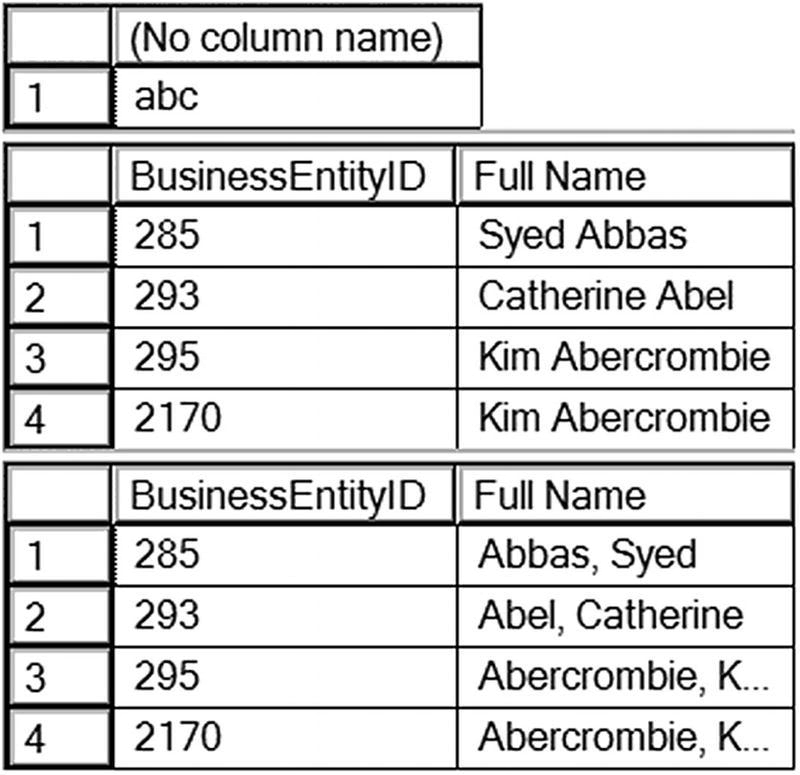 (No column name)
1 abc
BusinessEntityID Full Name
1 285 Syed Abbas
2 293 Catherine Abel
3 295 Kim Abercrombie
4 2170 Kim Abercrombie
BusinessEntityID Full Name
1 285 Abbas, Syed
2 293 Abel, Catherine
3 295 Abercrombie, K...
4 2170 Abercrombie, K...